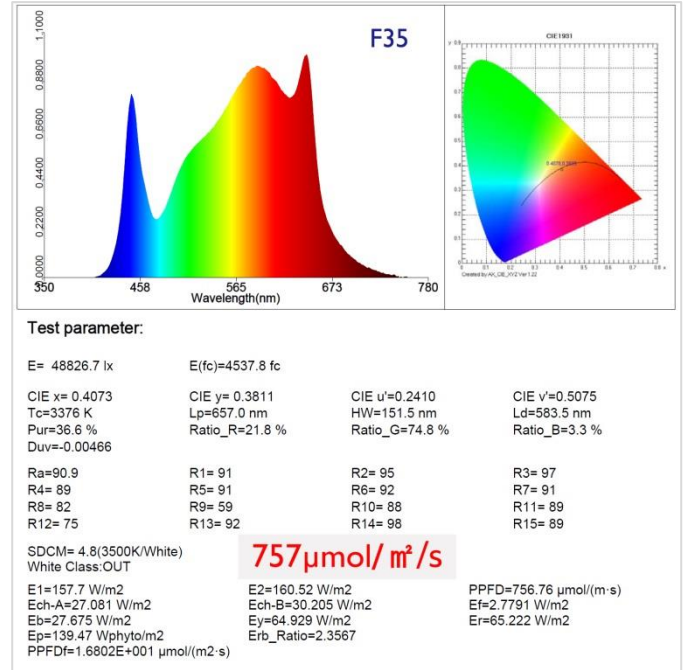 F35
1.1000
0.8800
0.6600
0.4400
0.2200
0.0000
350 458 565 673 780
Wavelength(nm)
CIE1931
Test parameter:
E= 48826.7 lx E(fc)=4537.8 fc
CIE x= 0.4073 CIE y= 0.3811 CIE u'=0.2410 CIE v'=0.5075
Tc=3376 K Lp=657.0 nm HW=151.5 nm Ld=583.5 nm
Pur=36.6 % Ratio_R=21.8 % Ratio_G=74.8 % Ratio_B=3.3 %
Duv=-0.00466
Ra=90.9 R1= 91 R2= 95 R3= 97
R4= 89 R5= 91 R6= 92 R7= 91
R8= 82 R9= 59 R10= 88 R11= 89
R12= 75 R13= 92 R14= 98 R15= 89
SDCM= 4.8(3500K/White)
White Class:OUT
757μmol/㎡/s
E1=157.7 W/m2 E2=160.52 W/m2 PPFD=756.76 μmol/(m·s)
Ech-A=27.081 W/m2 Ech-B=30.205 W/m2 Ef=2.7791 W/m2
Eb=27.675 W/m2 Ey=64.929 W/m2 Er=65.222 W/m2
Ep=139.47 Wphyto/m2 Erb_Ratio=2.3567
PPFDf=1.6802E+001 μmol/(m2·s)